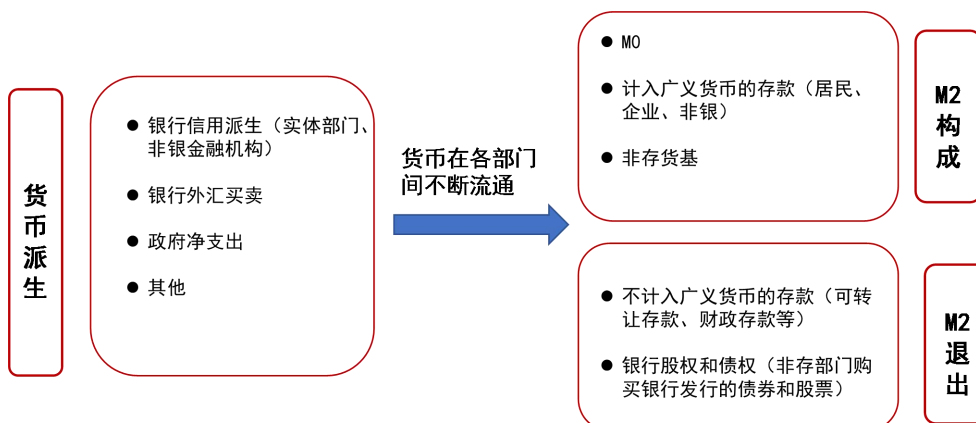 货币派生
● 银行信用派生（实体部门、
非银金融机构）
● 银行外汇买卖
● 政府净支出
● 其他
货币在各部门
间不断流通
● M0
● 计入广义货币的存款（居民、
企业、非银）
● 非存货基
M2
构成
● 不计入广义货币的存款（可转
让存款、财政存款等）
● 银行股权和债权（非存部门购
买银行发行的债券和股票）
M2
退出